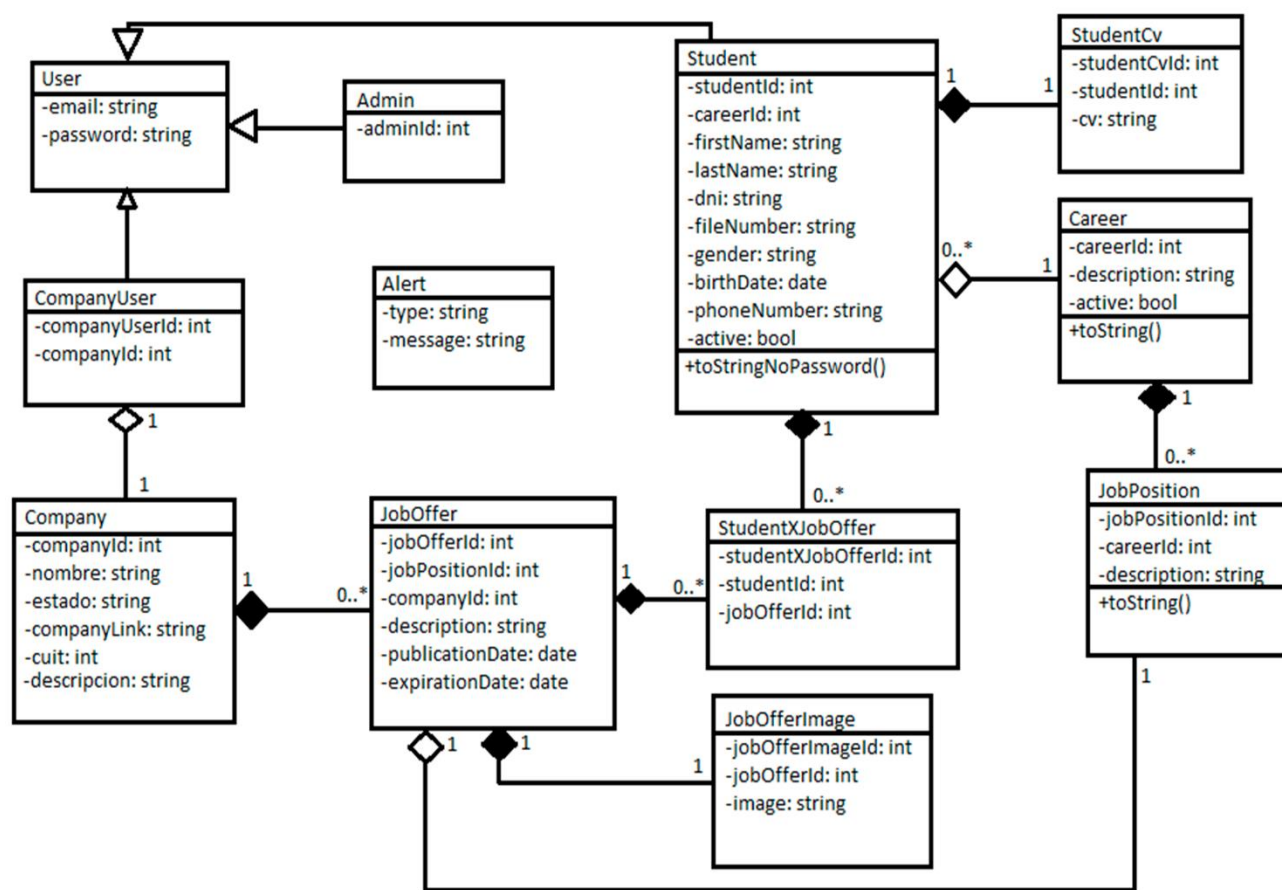 User
-email: string
-password: string
Admin
-adminId: int
Student
-studentId: int
-careerId: int
-firstName: string
-lastName: string
-dni: string
-fileNumber: string
-gender: string
-birthDate: date
-phoneNumber: string
-active: bool
+toStringNoPassword()
1
1
StudentCv
-studentCvId: int
-studentId: int
-cv: string
0..*
1
Career
-careerId: int
-description: string
-active: bool
+toString()
CompanyUser
-companyUserId: int
-companyId: int
Alert
-type: string
-message: string
1
1
1
0..*
1
0..*
Company
-companyId: int
-nombre: string
-estado: string
-companyLink: string
-cuit: int
-descripcion: string
1
0..*
JobOffer
-jobOfferId: int
-jobPositionId: int
-companyId: int
-description: string
-publicationDate: date
-expirationDate: date
1
0..*
StudentXJobOffer
-studentXJobOfferId: int
-studentId: int
-jobOfferId: int
JobPosition
-jobPositionId: int
-careerId: int
-description: string
+toString()
1
1
1
1
JobOfferImage
-jobOfferImageId: int
-jobOfferId: int
-image: string